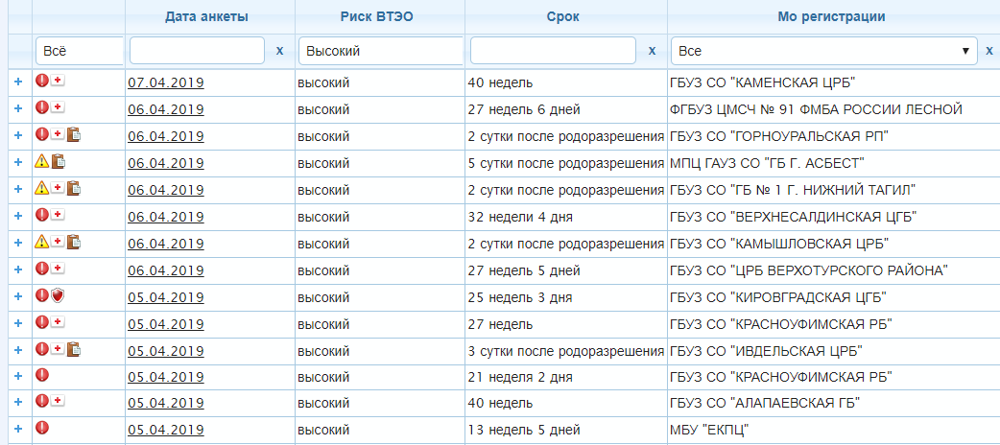 Дата анкеты Риск ВТЭО Срок Мо регистрации
Всё x Высокий x Все x
+ 07.04.2019 высокий 40 недель ГБУЗ СО "КАМЕНСКАЯ ЦРБ"
+ 06.04.2019 высокий 27 недель 6 дней ФГБУЗ ЦМСЧ № 91 ФМБА РОССИИ ЛЕСНОЙ
+ 06.04.2019 высокий 2 сутки после родоразрешения ГБУЗ СО "ГОРНОУРАЛЬСКАЯ РП"
+ 06.04.2019 высокий 5 сутки после родоразрешения МПЦ ГАУЗ СО "ГБ Г. АСБЕСТ"
+ 06.04.2019 высокий 2 сутки после родоразрешения ГБУЗ СО "ГБ № 1 Г. НИЖНИЙ ТАГИЛ"
+ 06.04.2019 высокий 32 недели 4 дня ГБУЗ СО "ВЕРХНЕСАЛДИНСКАЯ ЦГБ"
+ 06.04.2019 высокий 2 сутки после родоразрешения ГБУЗ СО "КАМЫШЛОВСКАЯ ЦРБ"
+ 06.04.2019 высокий 27 недель 5 дней ГБУЗ СО "ЦРБ ВЕРХОТУРСКОГО РАЙОНА"
+ 05.04.2019 высокий 25 недель 3 дня ГБУЗ СО "КИРОВГРАДСКАЯ ЦГБ"
+ 05.04.2019 высокий 27 недель ГБУЗ СО "КРАСНОУФИМСКАЯ РБ"
+ 05.04.2019 высокий 3 сутки после родоразрешения ГБУЗ СО "ИВДЕЛЬСКАЯ ЦРБ"
+ 05.04.2019 высокий 21 неделя 2 дня ГБУЗ СО "КРАСНОУФИМСКАЯ РБ"
+ 05.04.2019 высокий 40 недель ГБУЗ СО "АЛАПАЕВСКАЯ ГБ"
+ 05.04.2019 высокий 13 недель 5 дней МБУ "ЕКПЦ"